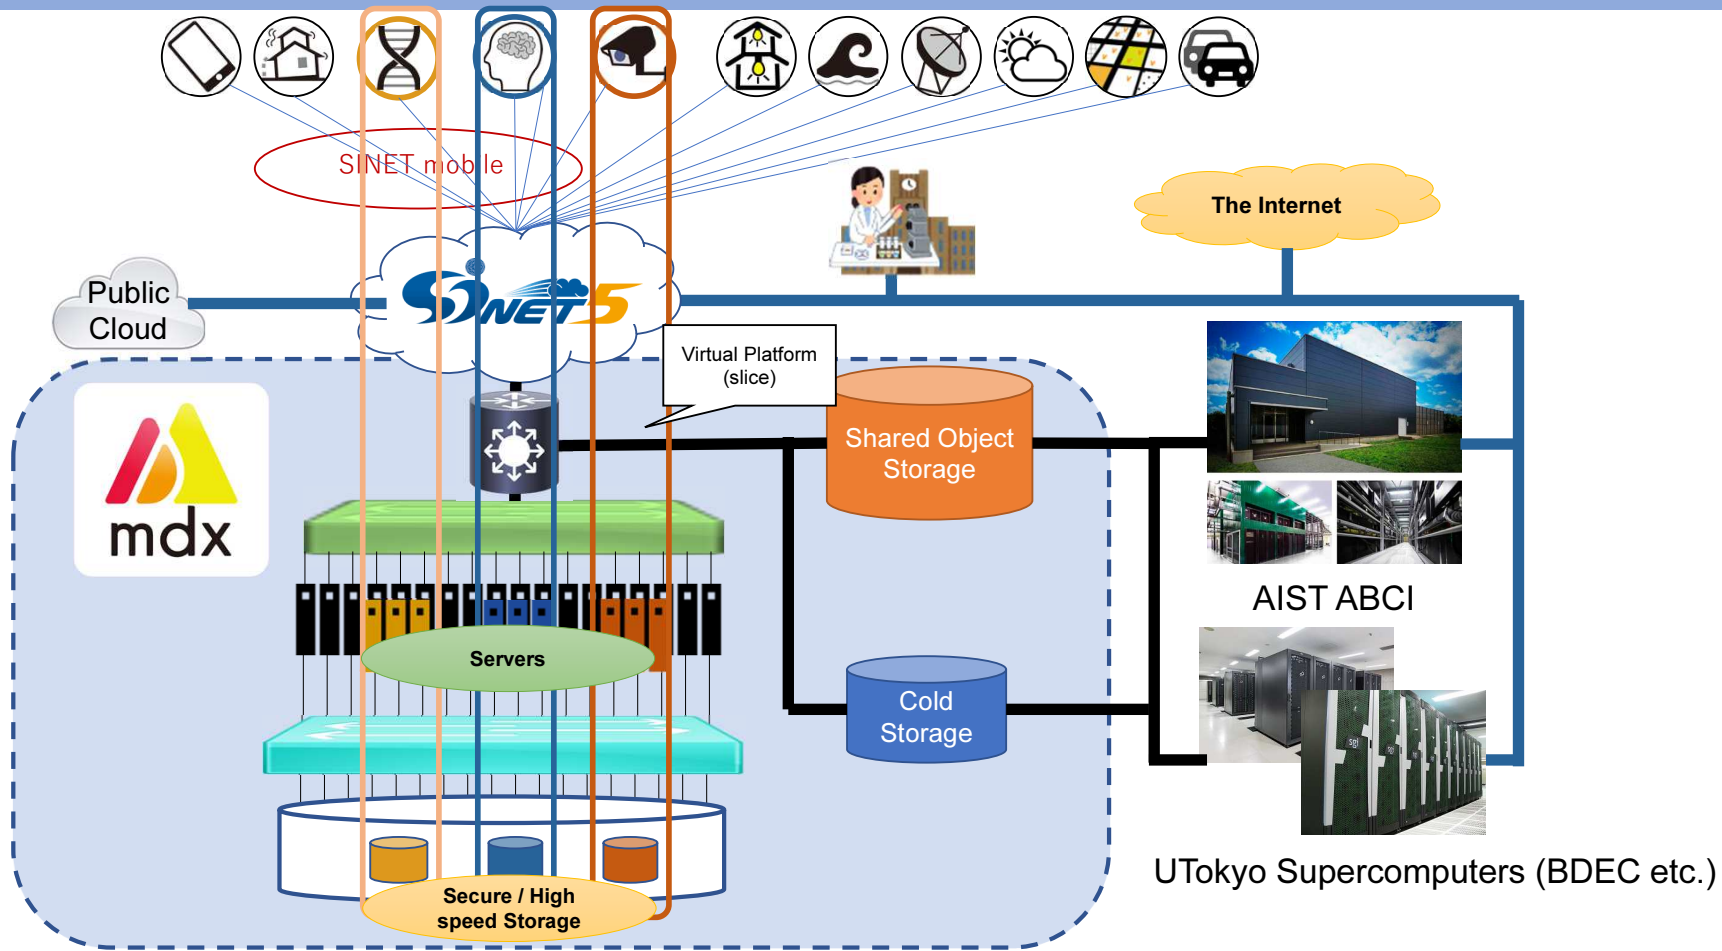 SINET mobile
The Internet
Public
Cloud
SINET5
Virtual Platform
(slice)
mdx
Shared Object
Storage
AIST ABCI
Servers
Cold
Storage
Secure / High
speed Storage
UTokyo Supercomputers (BDEC etc.)